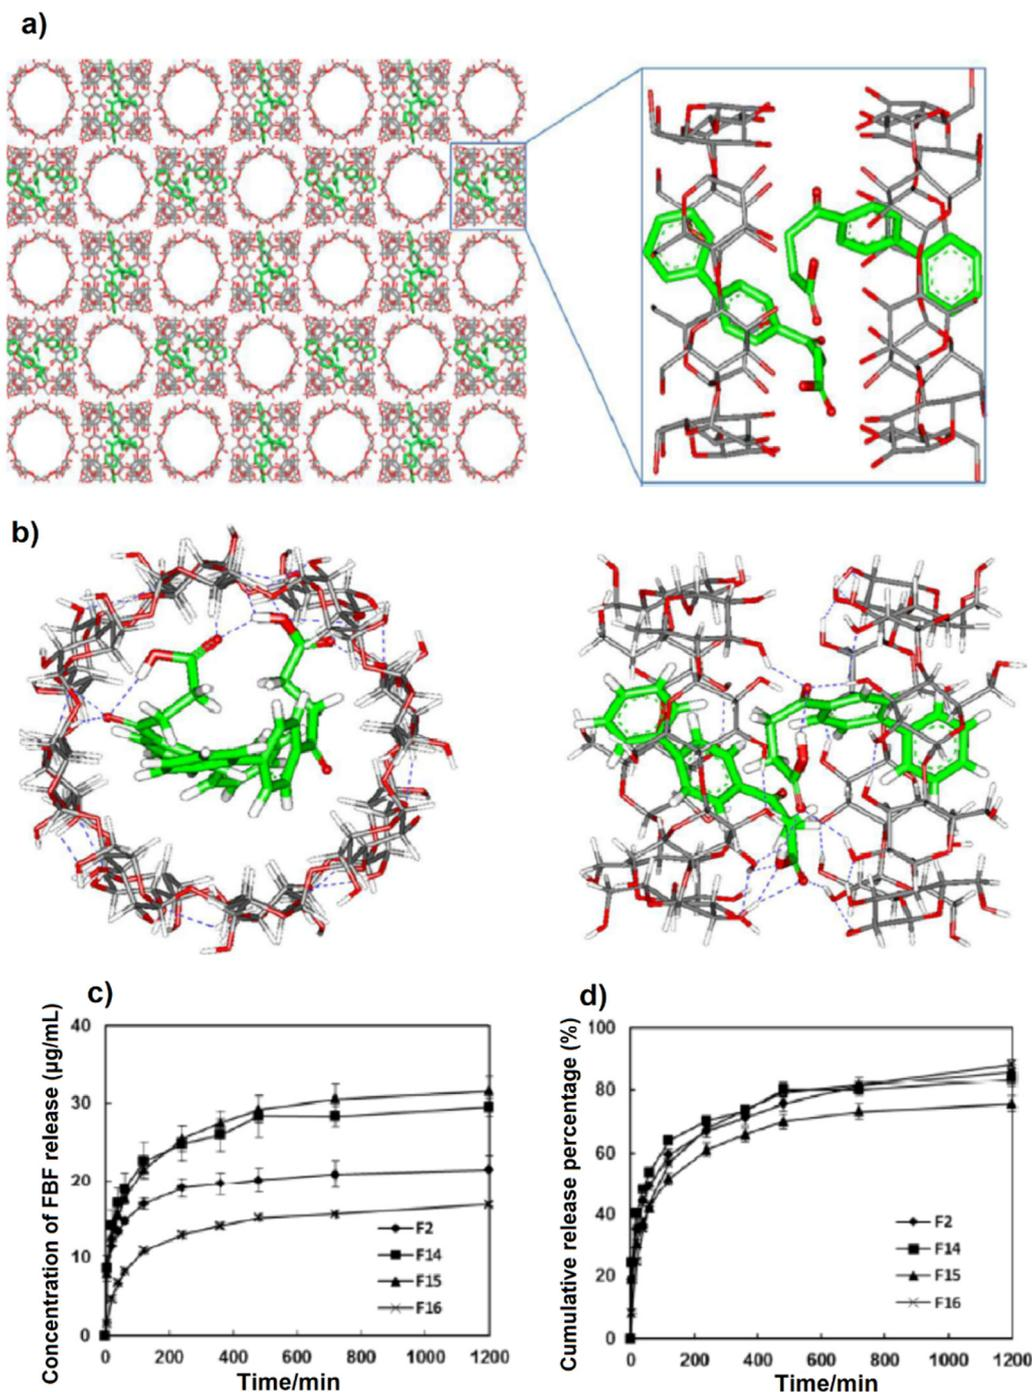 a)
b)
c)
Concentration of FBF release (µg/mL)
40
30
20
10
0
0 200 400 600 800 1000 1200
Time/min
F2
F14
F15
F16
d)
Cumulative release percentage (%)
100
80
60
40
20
0
0 200 400 600 800 1000 1200
Time/min
F2
F14
F15
F16